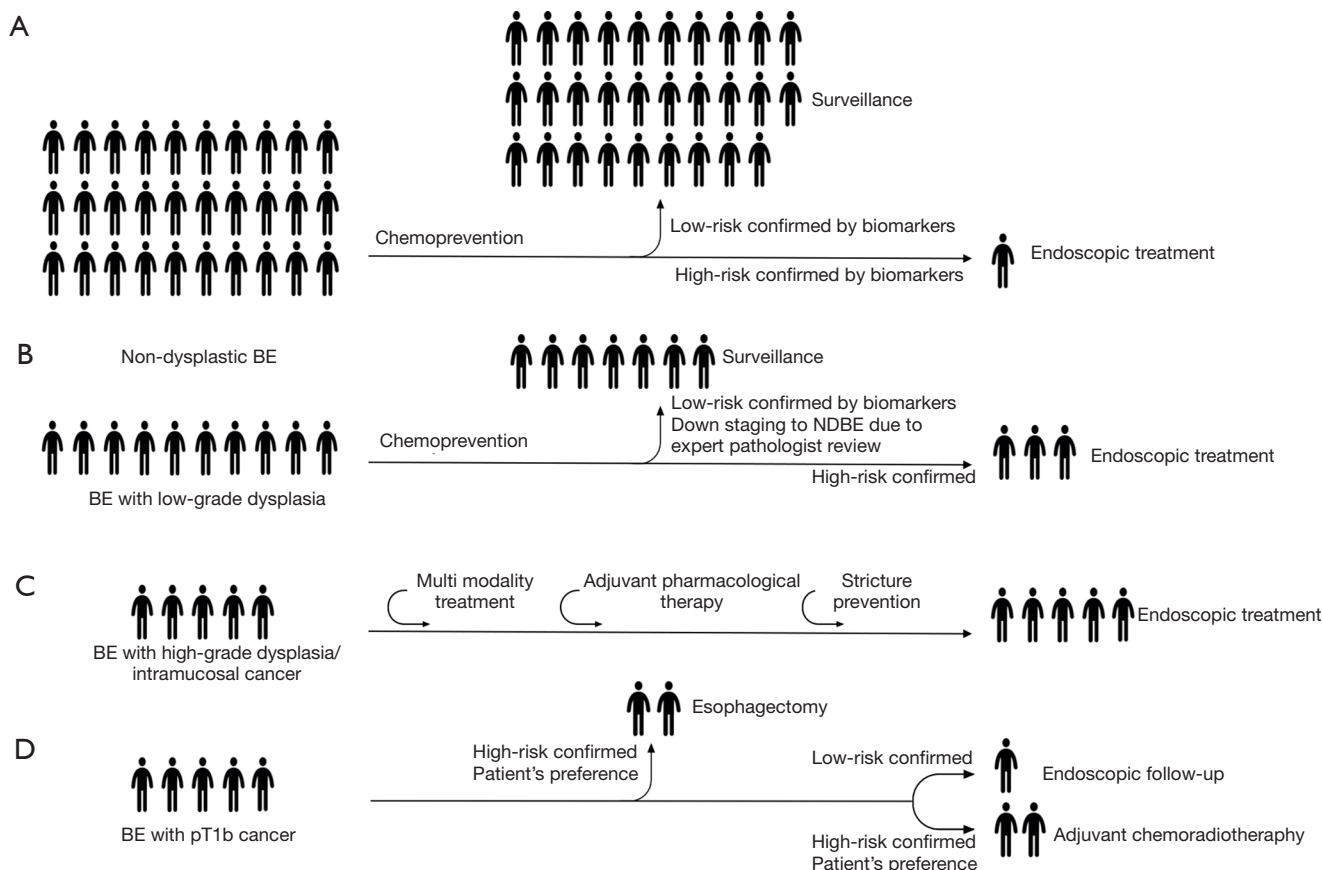 A
Surveillance
Chemoprevention
Low-risk confirmed by biomarkers
High-risk confirmed by biomarkers
Endoscopic treatment
Non-dysplastic BE
B
Surveillance
Chemoprevention
Low-risk confirmed by biomarkers
Down staging to NDBE due to
expert pathologist review
High-risk confirmed
Endoscopic treatment
BE with low-grade dysplasia
C
Multi modality
treatment
Adjuvant pharmacological
therapy
Stricture
prevention
Endoscopic treatment
BE with high-grade dysplasia/
intramucosal cancer
D
Esophagectomy
High-risk confirmed
Patient's preference
Low-risk confirmed
Endoscopic follow-up
BE with pT1b cancer
High-risk confirmed
Patient's preference
Adjuvant chemoradiotheraphy